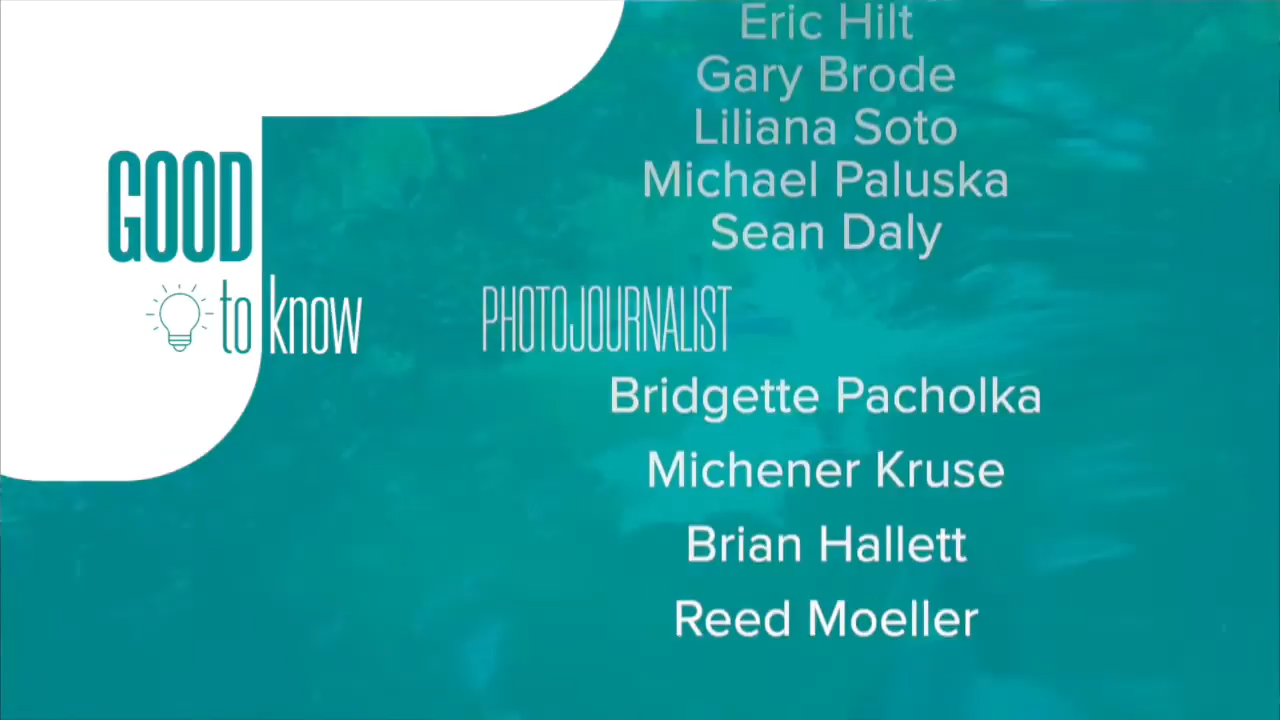 GOOD
to know
Eric Hilt
Gary Brode
Liliana Soto
Michael Paluska
Sean Daly
PHOTOJOURNALIST
Bridgette Pacholka
Michener Kruse
Brian Hallett
Reed Moeller